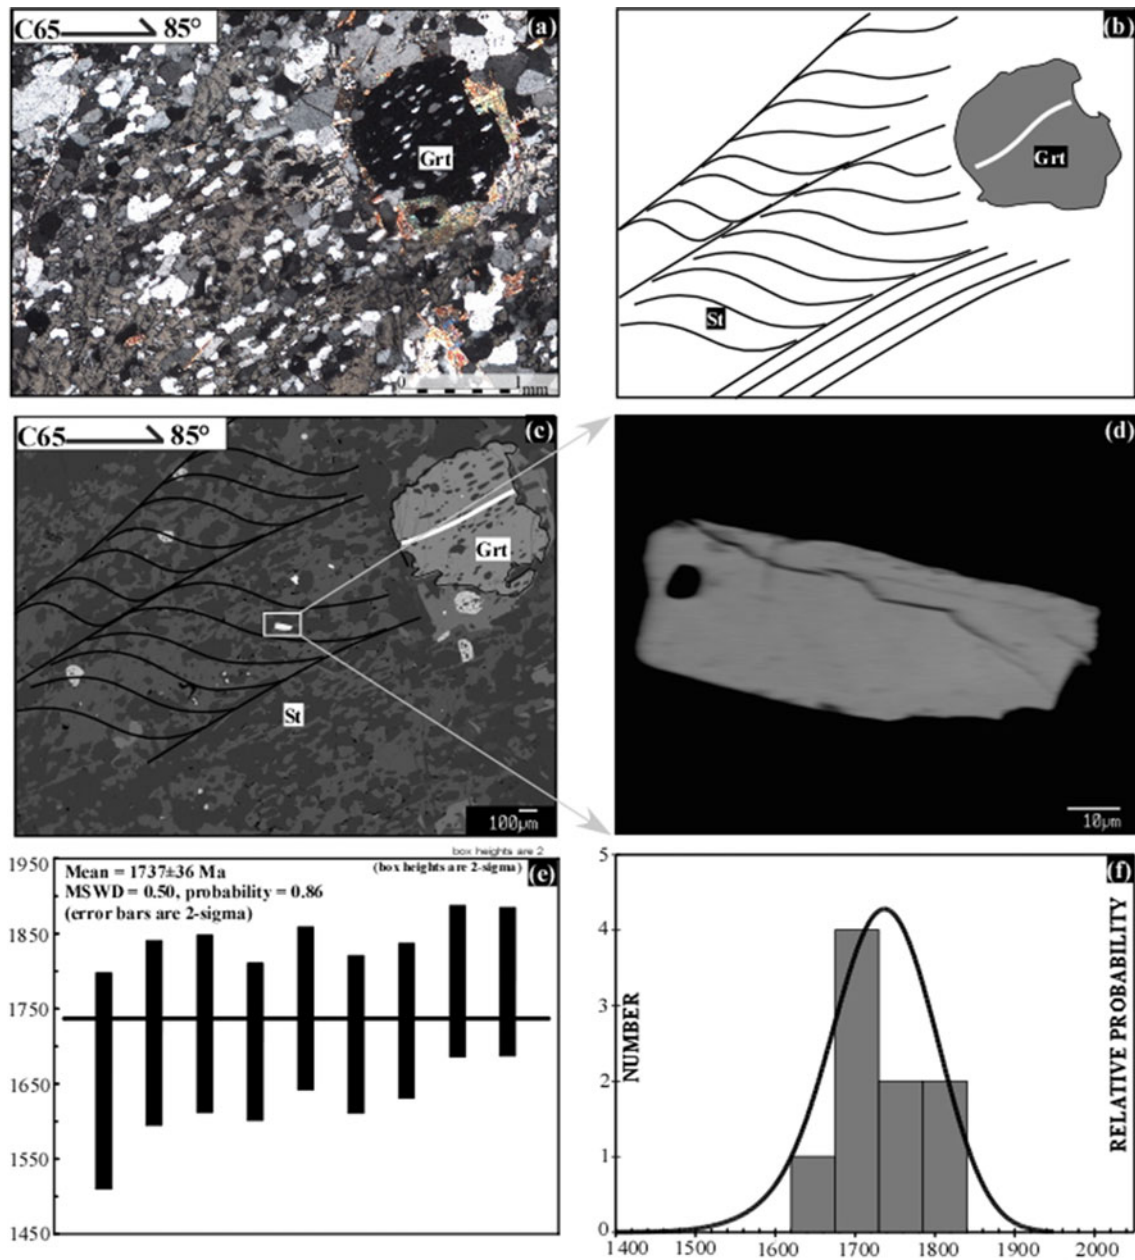 C65 85°
(a)
Grt
0 1
mm
(b)
Grt
St
C65 85°
(c)
Grt
St
100µm
(d)
10µm
box heights are 2
(e)
Mean = 1737±36 Ma (box heights are 2-sigma)
MSWD = 0.50, probability = 0.86
(error bars are 2-sigma)
1950
1850
1750
1650
1550
1450
(f)
5
4
3
2
1
0
NUMBER
RELATIVE PROBABILITY
1400 1500 1600 1700 1800 1900 2000